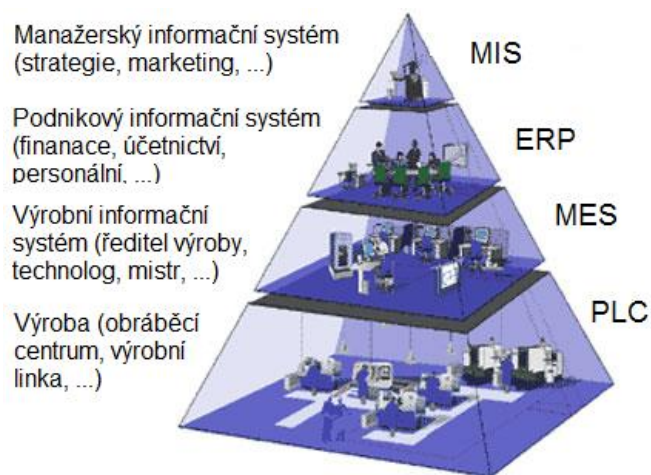 Manažerský informační systém
(strategie, marketing, ...)
MIS
Podnikový informační systém
(finanace, účetnictví,
personální, ...)
ERP
Výrobní informační
systém (ředitel výroby,
technolog, mistr, ...)
MES
Výroba (obráběcí
centrum, výrobní
linka, ...)
PLC